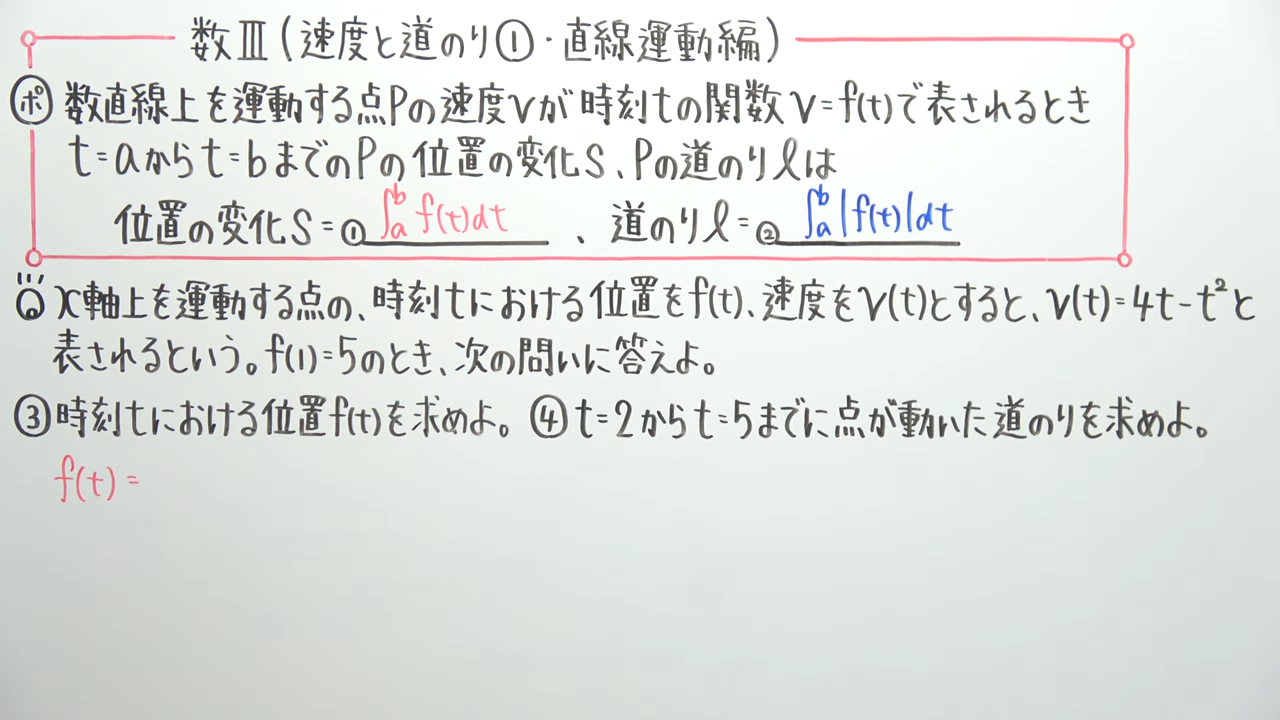 数Ⅲ(速度と道のり①・直線運動編)
ポ 数直線上を運動する点Pの速度vが時刻tの関数v=f(t)で表されるとき
t=aからt=bまでのPの位置の変化S、Pの道のりℓは
位置の変化S=① ∫_a^b f(t)dt 、道のりℓ=② ∫_a^b |f(t)|dt
Q x軸上を運動する点の、時刻tにおける位置をf(t)、速度をv(t)とすると、v(t)=4t-t²と
表されるという。f(1)=5のとき、次の問いに答えよ。
③時刻tにおける位置f(t)を求めよ。 ④t=2からt=5までに点が動いた道のりを求めよ。
f(t)=